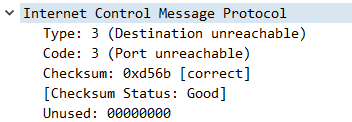 Internet Control Message Protocol
Type: 3 (Destination unreachable)
Code: 3 (Port unreachable)
Checksum: 0xd56b [correct]
[Checksum Status: Good]
Unused: 00000000